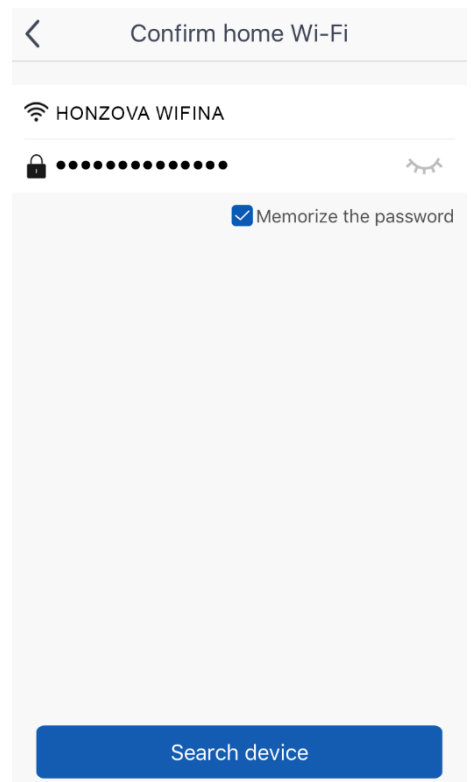 Confirm home Wi-Fi
HONZOVA WIFINA
••••••••••••••
Memorize the password
Search device